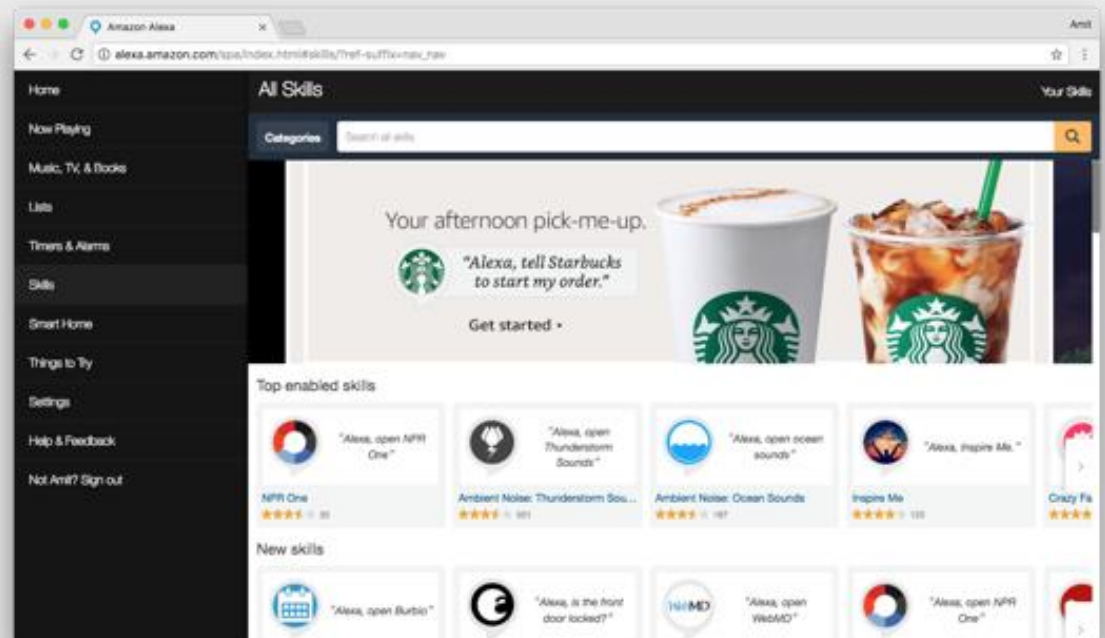 Amazon Alexa
Amit
alexa.amazon.com/spa/index.html#skills/?ref-suffix=nav_nav
Home
Now Playing
Music, TV, & Books
Lists
Timers & Alarms
Skills
Smart Home
Things to Try
Settings
Help & Feedback
Not Amit? Sign out
All Skills
Your Skills
Categories
Search all skills
Your afternoon pick-me-up.
"Alexa, tell Starbucks
to start my order."
Get started
Top enabled skills
"Alexa, open NPR
One"
NPR One
"Alexa, open
Thunderstorm
Sounds"
Ambient Noise: Thunderstorm Sou...
"Alexa, open ocean
sounds"
Ambient Noise: Ocean Sounds
"Alexa, Inspire Me."
Inspire Me
Crazy Fa
New skills
"Alexa, open Burbio"
"Alexa, is the front
door locked?"
WebMD
"Alexa, open
WebMD"
"Alexa, open NPR
One"